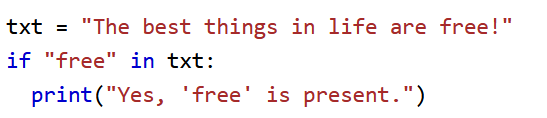 txt = "The best things in life are free!"
if "free" in txt:
  print("Yes, 'free' is present.")